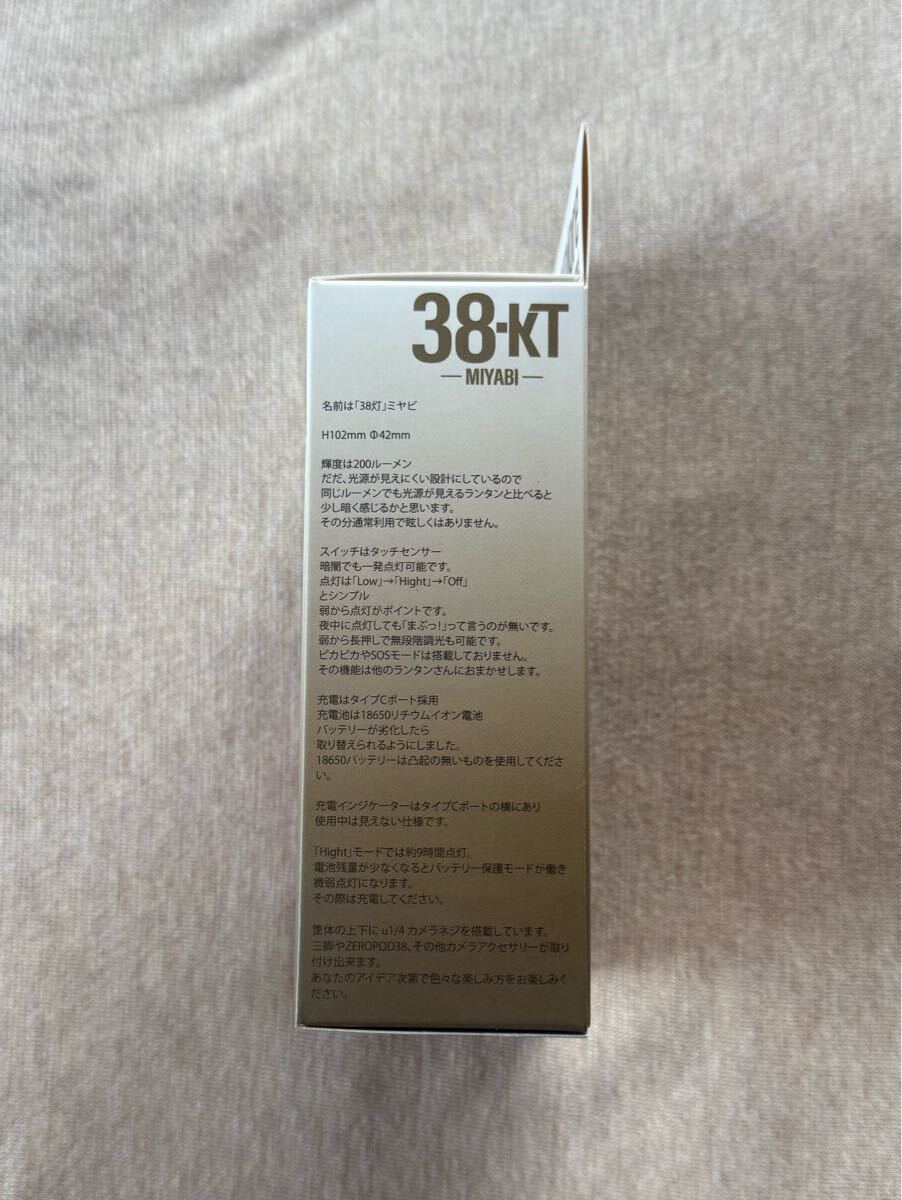 38-KT
MIYABI
名前は「38灯」ミヤビ
H102mm Φ42mm
輝度は200ルーメン
だだ、光源が見えにくい設計にしているので
同じルーメンでも光源が見えるランタンと比べると
少し暗く感じるかと思います。
その分通常利用で眩しくはありません。
スイッチはタッチセンサー
暗闇でも一発点灯可能です。
点灯は「Low」→「Hight」→「Off」
とシンプル
弱から点灯がポイントです。
夜中に点灯しても「まぶっ!」って言うのが無いです。
弱から長押しで無段階調光も可能です。
ピカピカやSOSモードは搭載しておりません。
その機能は他のランタンさんにおまかせします。
充電はタイプCポート採用
充電池は18650リチウムイオン電池
バッテリーが劣化したら
取り替えられるようにしました。
18650バッテリーは凸起の無いものを使用してくださ
い。
充電インジケーターはタイプCポートの横にあり
使用中は見えない仕様です。
「Hight」モードでは約9時間点灯。
電池残量が少なくなるとバッテリー保護モードが働き
微弱点灯になります。
その際は充電してください。
筐体の上下に u1/4 カメラネジを搭載しています。
三脚やZEROPOD38、その他カメラアクセサリーが取り
付け出来ます。
あなたのアイデア次第で色々な楽しみ方をお楽しみく
ださい。